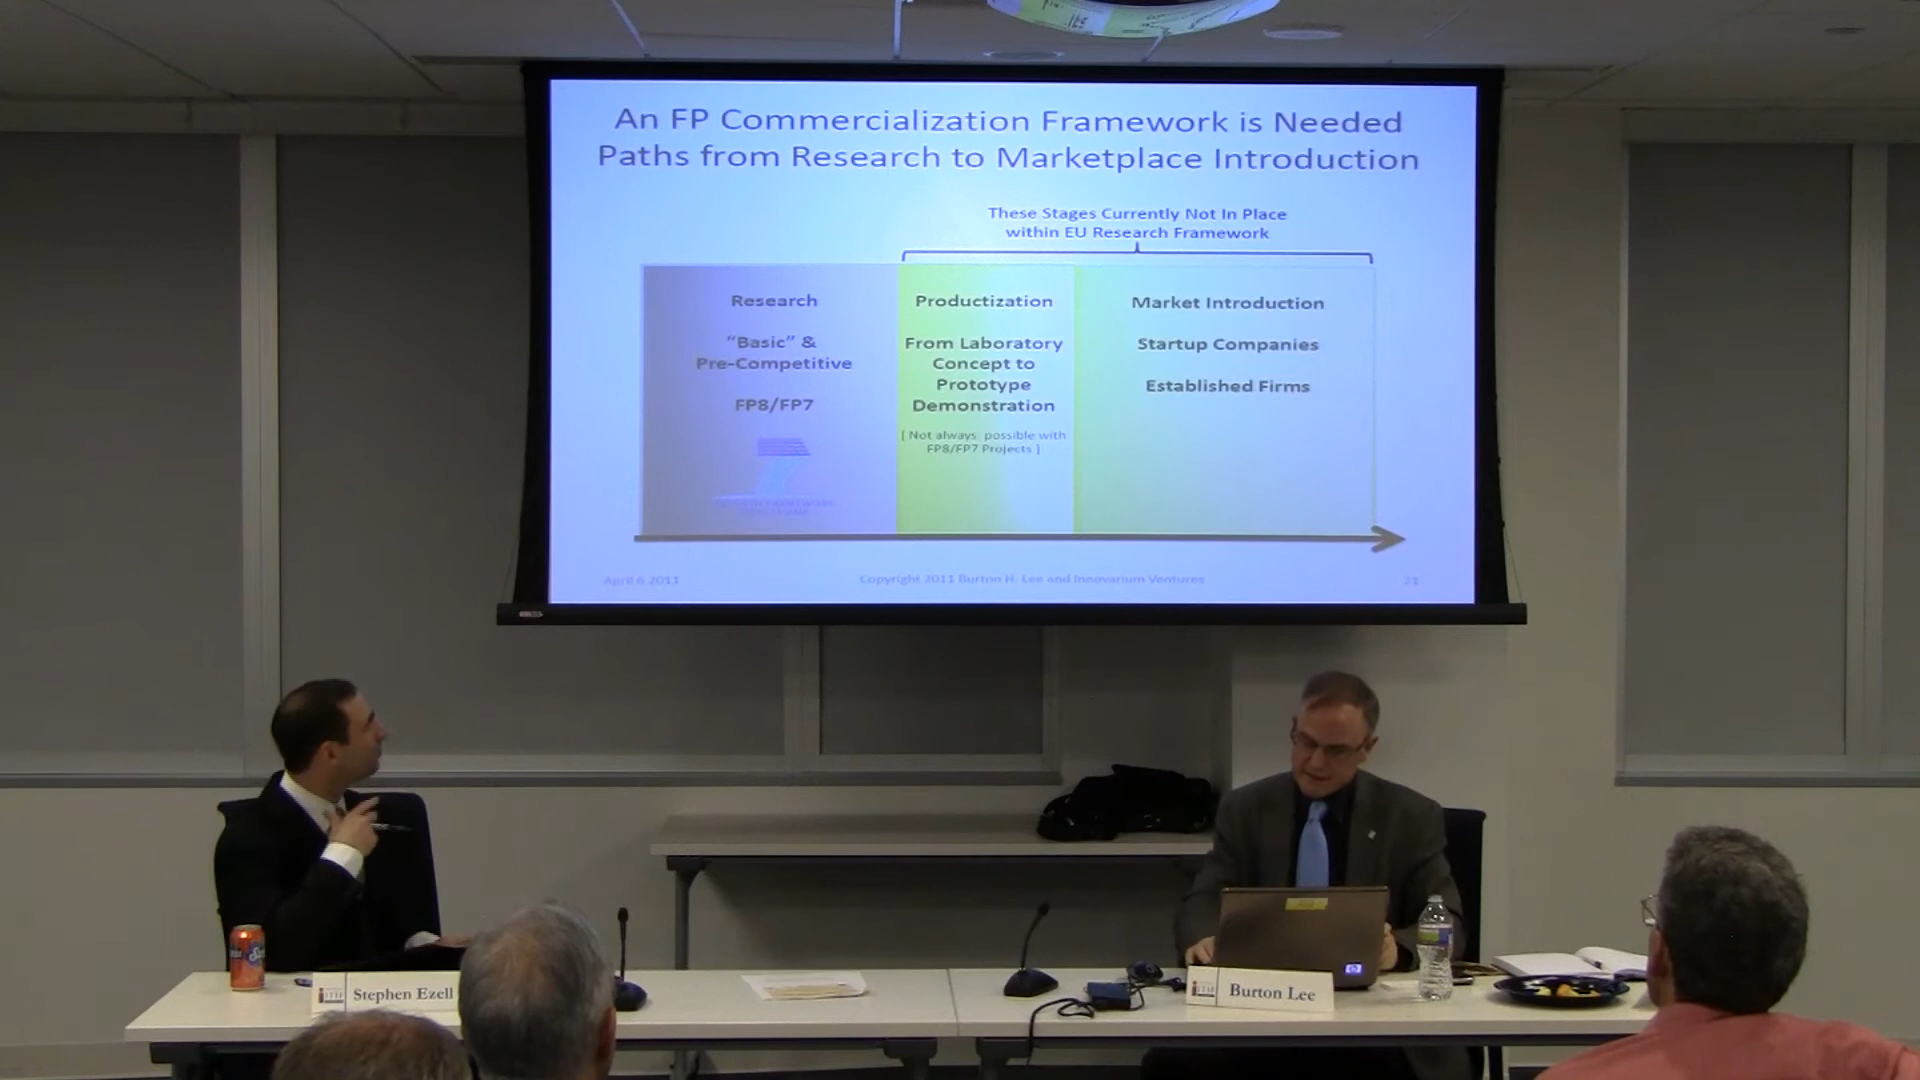 An FP Commercialization Framework is Needed
Paths from Research to Marketplace Introduction
These Stages Currently Not In Place
within EU Research Framework
Research
"Basic" &
Pre-Competitive
FP8/FP7
Productization
From Laboratory
Concept to
Prototype
Demonstration
[ Not always possible with
FP8/FP7 Projects ]
Market Introduction
Startup Companies
Established Firms
April 6 2011
Copyright 2011 Burton H. Lee and Innovarium Ventures
21
Stephen Ezell
Burton Lee